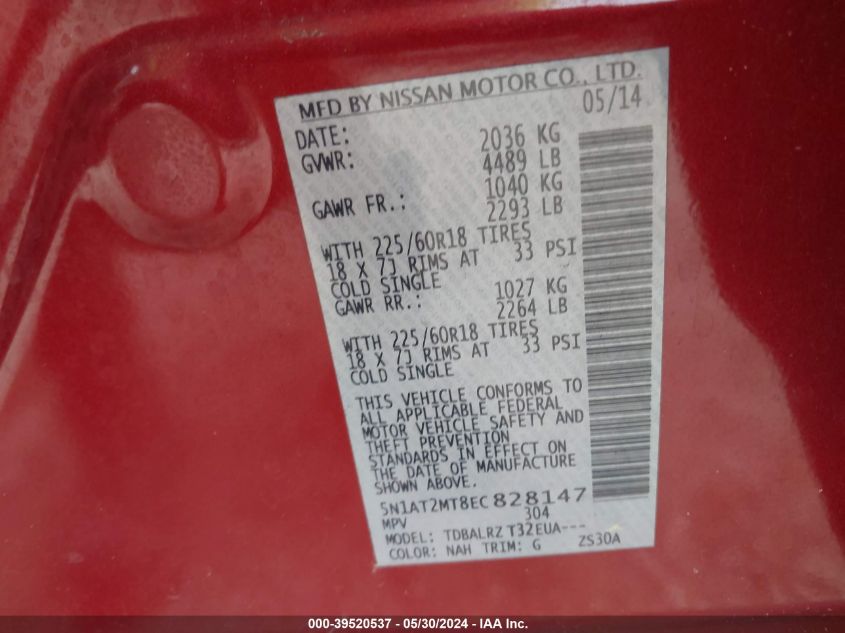 MFD BY NISSAN MOTOR CO., LTD.
DATE: 05/14
GVWR: 2036 KG
4489 LB
GAWR FR.: 1040 KG
2293 LB
WITH 225/60R18 TIRES
18 X 7J RIMS AT 33 PSI
COLD SINGLE
GAWR RR.: 1027 KG
2264 LB
WITH 225/60R18 TIRES
18 X 7J RIMS AT 33 PSI
COLD SINGLE
THIS VEHICLE CONFORMS TO
ALL APPLICABLE FEDERAL
MOTOR VEHICLE SAFETY AND
THEFT PREVENTION
STANDARDS IN EFFECT ON
THE DATE OF MANUFACTURE
SHOWN ABOVE.
5N1AT2MT8EC828147
MPV 304
MODEL: TDBALRZ T32EUA---
COLOR: NAH TRIM: G ZS30A
000-39520537 - 05/30/2024 - IAA Inc.